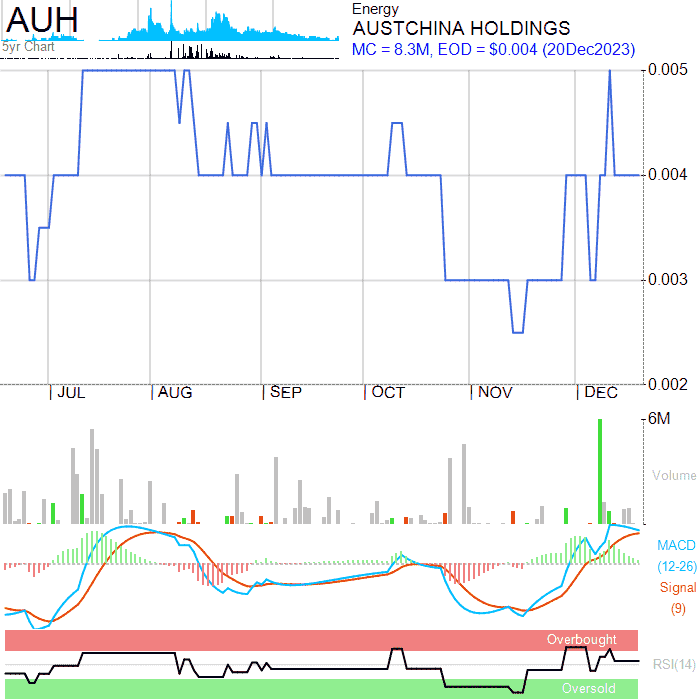 AUH
5yr Chart
Energy
AUSTCHINA HOLDINGS
MC = 8.3M, EOD = $0.004 (20Dec2023)
0.005
0.004
0.003
0.002
JUL AUG SEP OCT NOV DEC
6M
Volume
MACD
(12-26)
Signal
(9)
Overbought
RSI(14)
Oversold